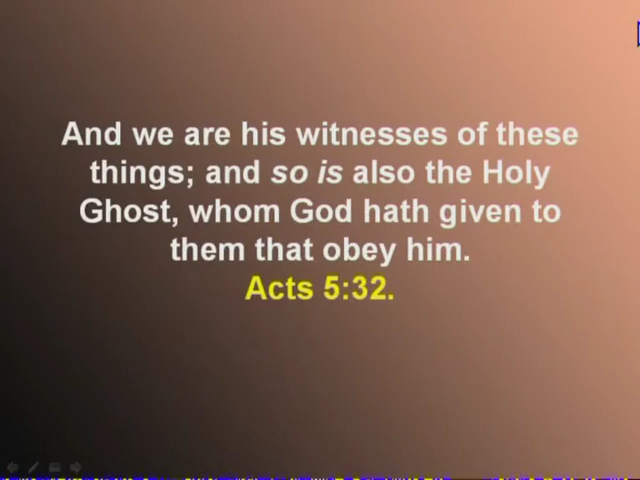 And we are his witnesses of these
things; and so is also the Holy
Ghost, whom God hath given to
them that obey him.
Acts 5:32.